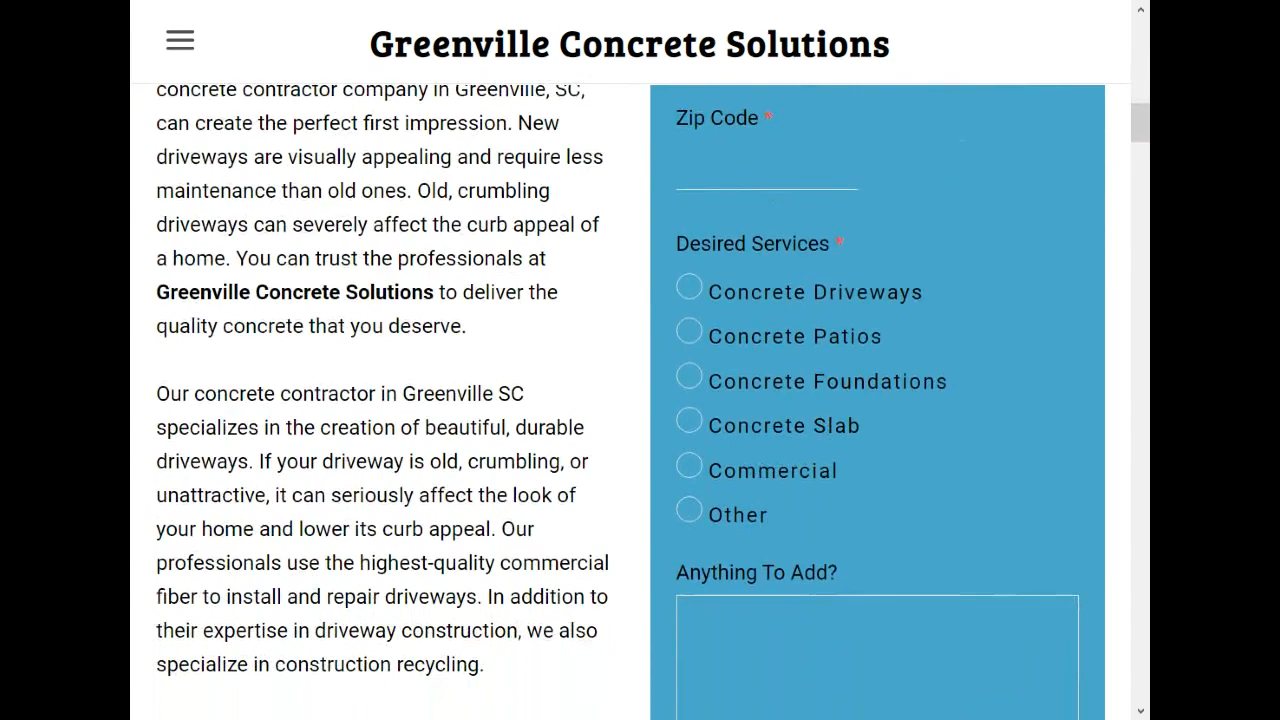 Greenville Concrete Solutions
concrete contractor company in Greenville, SC,
can create the perfect first impression. New
driveways are visually appealing and require less
maintenance than old ones. Old, crumbling
driveways can severely affect the curb appeal of
a home. You can trust the professionals at
Greenville Concrete Solutions to deliver the
quality concrete that you deserve.
Our concrete contractor in Greenville SC
specializes in the creation of beautiful, durable
driveways. If your driveway is old, crumbling, or
unattractive, it can seriously affect the look of
your home and lower its curb appeal. Our
professionals use the highest-quality commercial
fiber to install and repair driveways. In addition to
their expertise in driveway construction, we also
specialize in construction recycling.
Zip Code *
Desired Services *
Concrete Driveways
Concrete Patios
Concrete Foundations
Concrete Slab
Commercial
Other
Anything To Add?